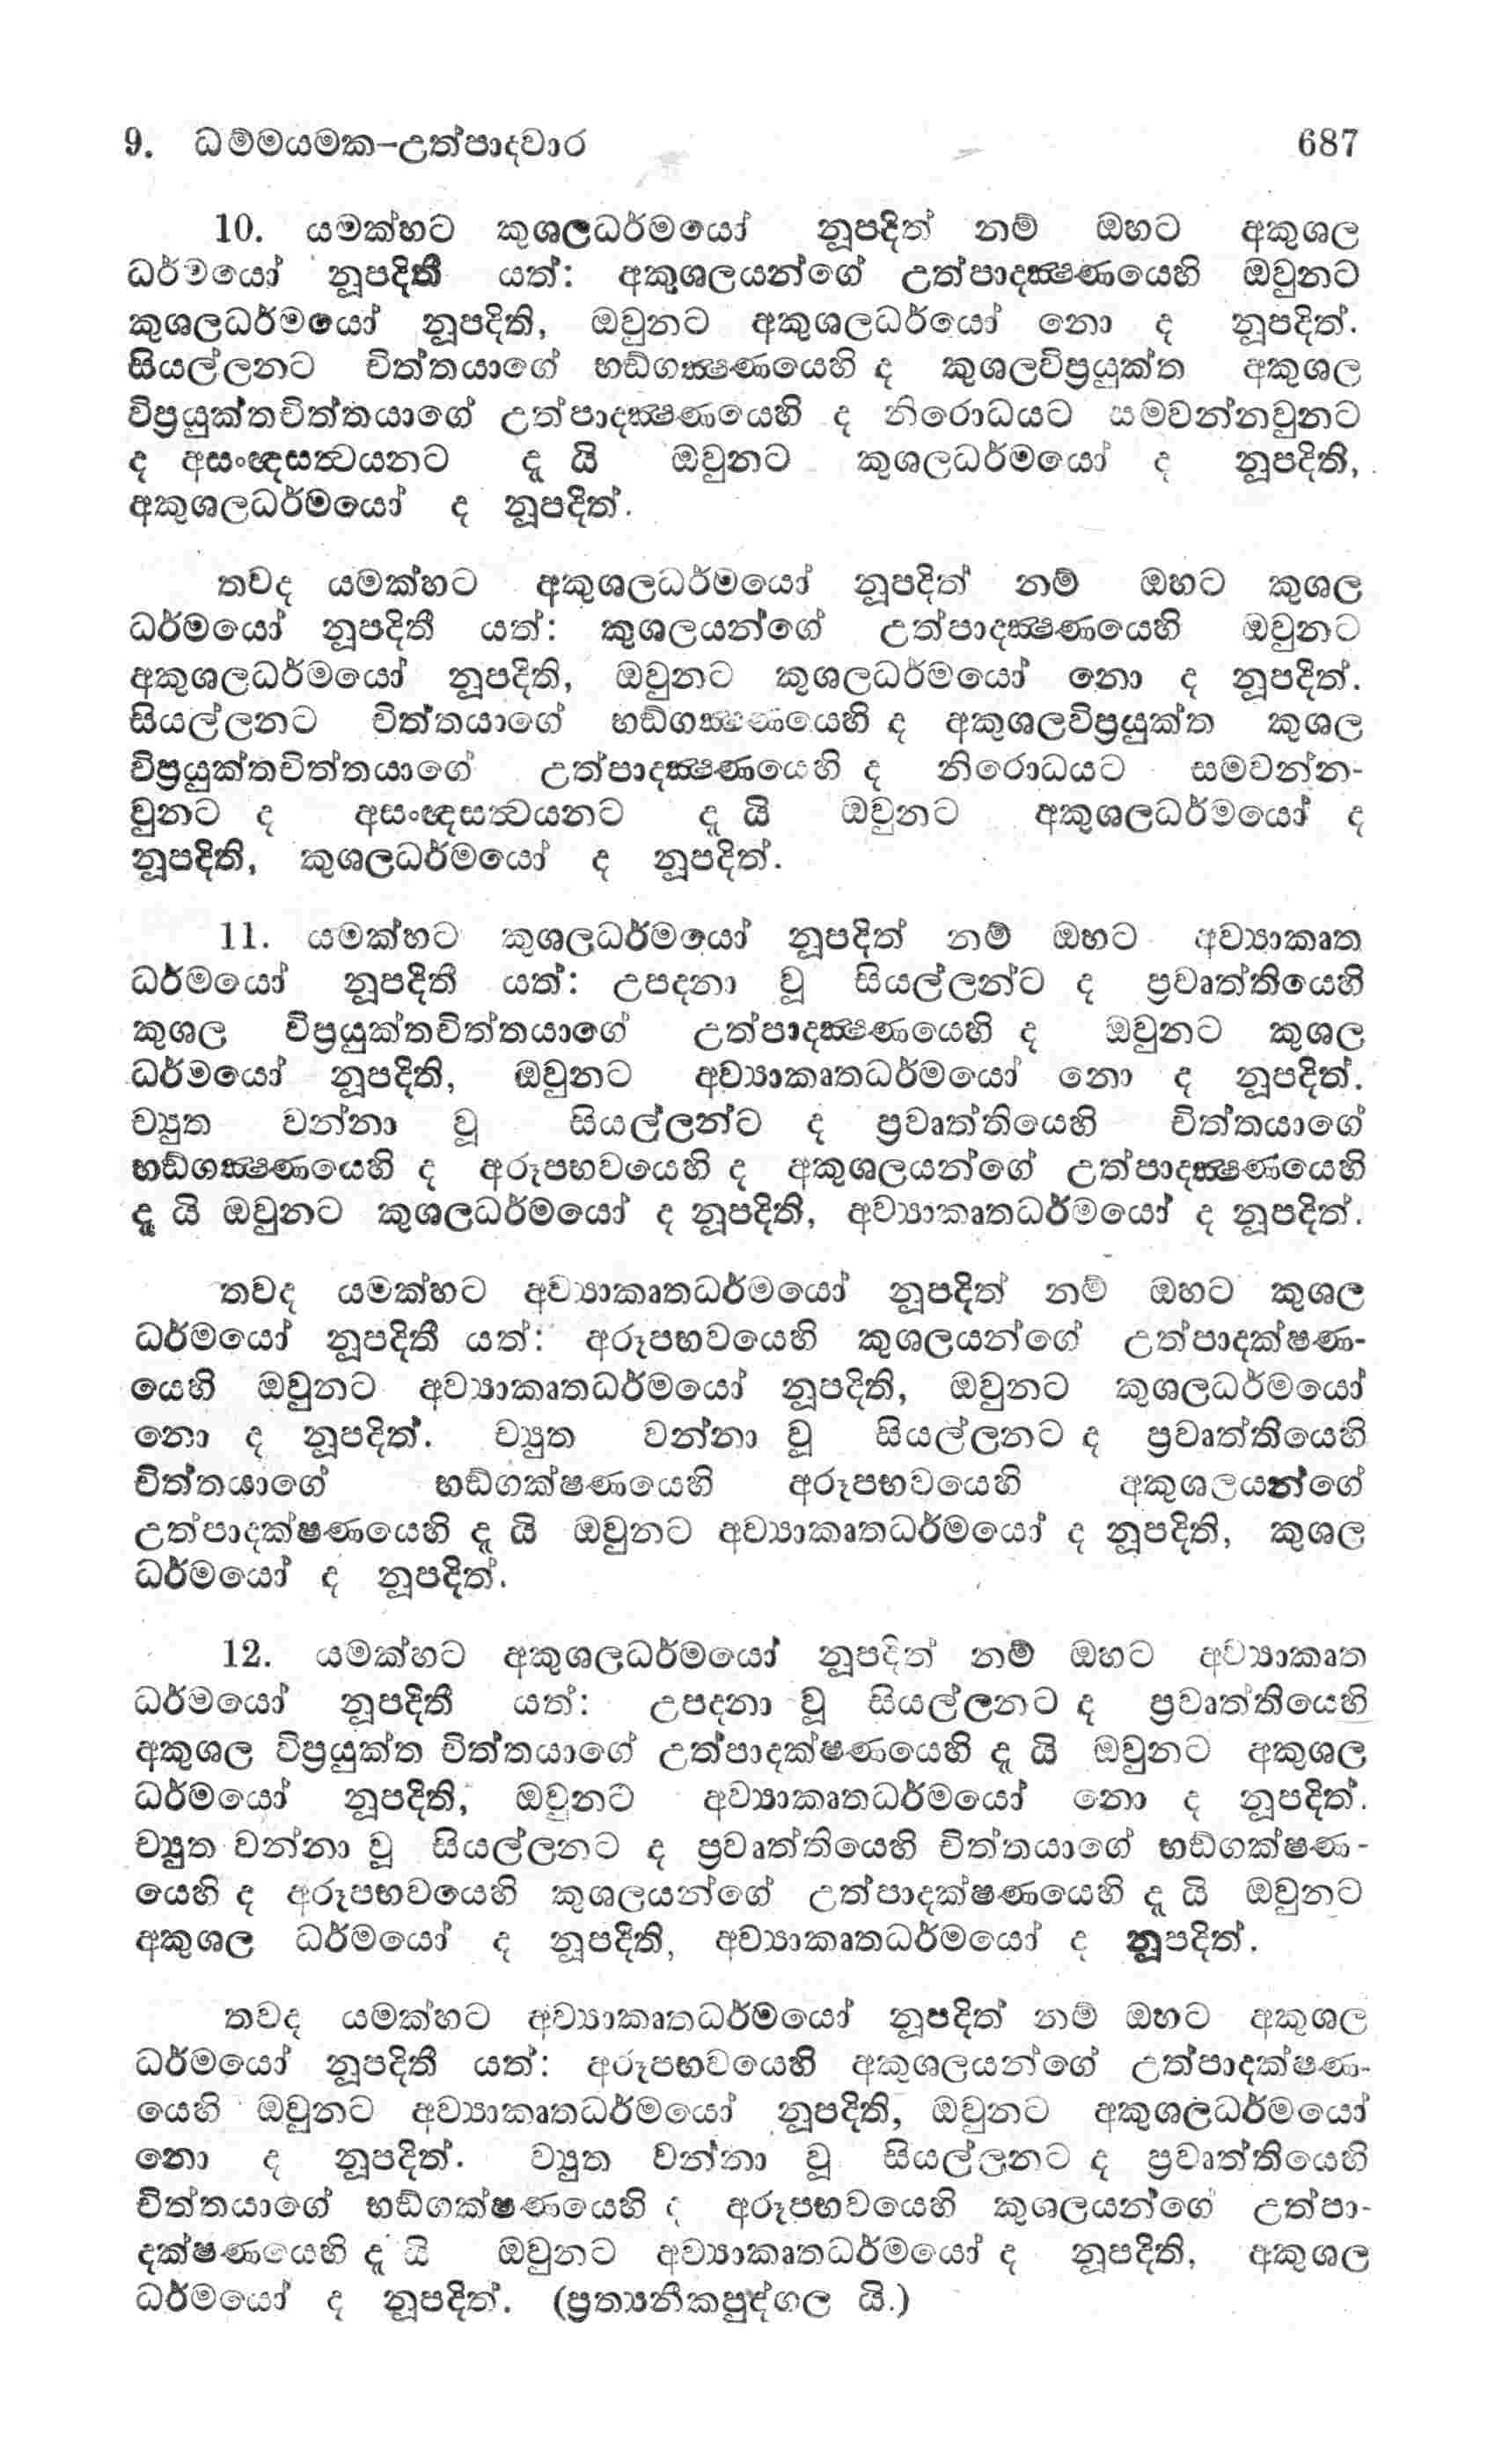 9. ධම්මයමක-උත්පාදවාර 687
10. යමක්හට කුශලධර්මයෝ නූපදිත් නම් ඔහට අකුශල
ධර්මයෝ නූපදිතී යත්: අකුශලයන්ගේ උත්පාදක්‍ෂණයෙහි ඔවුනට
කුශලධර්මයෝ නූපදිති, ඔවුනට අකුශලධර්යෝ නො ද නූපදිත්.
සියල්ලනට චිත්තයාගේ භඞ්ගක්‍ෂණයෙහි ද කුශලවිප්‍රයුක්ත අකුශල
විප්‍රයුක්තචිත්තයාගේ උත්පාදක්‍ෂණයෙහි ද නිරොධයට සමවන්නවුනට
ද අසංඥසත්‍වයනට ද යි ඔවුනට කුශලධර්මයෝ ද නූපදිති,
අකුශලධර්මයෝ ද නූපදිත්.
තවද යමක්හට අකුශලධර්මයෝ නූපදිත් නම් ඔහට කුශල
ධර්මයෝ නූපදිතී යත්: කුශලයන්ගේ උත්පාදක්‍ෂණයෙහි ඔවුනට
අකුශලධර්මයෝ නූපදිති, ඔවුනට කුශලධර්මයෝ නො ද නූපදිත්.
සියල්ලනට චිත්තයාගේ භඞ්ගක්‍ෂණයෙහි ද අකුශලවිප්‍රයුක්ත කුශල
විප්‍රයුක්තචිත්තයාගේ උත්පාදක්‍ෂණයෙහි ද නිරොධයට සමවන්න-
වුනට ද අසංඥසත්‍වයනට ද යි ඔවුනට අකුශලධර්මයෝ ද
නූපදිති, කුශලධර්මයෝ ද නූපදිත්.
11. යමක්හට කුශලධර්මයෝ නූපදිත් නම් ඔහට අව්‍යාකෘත
ධර්මයෝ නූපදිතී යත්: උපදනා වූ සියල්ලන්ට ද ප්‍රවෘත්තියෙහි
කුශල විප්‍රයුක්තචිත්තයාගේ උත්පාදක්‍ෂණයෙහි ද ඔවුනට කුශල
ධර්මයෝ නූපදිති, ඔවුනට අව්‍යාකෘතධර්මයෝ නො ද නූපදිත්.
ච්‍යුත වන්නා වූ සියල්ලන්ට ද ප්‍රවෘත්තියෙහි චිත්තයාගේ
භඞ්ගක්‍ෂණයෙහි ද අරූපභවයෙහි ද අකුශලයන්ගේ උත්පාදක්‍ෂණයෙහි
ද යි ඔවුනට කුශලධර්මයෝ ද නූපදිති, අව්‍යාකෘතධර්මයෝ ද නූපදිත්.
තවද යමක්හට අව්‍යාකෘතධර්මයෝ නූපදිත් නම් ඔහට කුශල
ධර්මයෝ නූපදිතී යත්: අරූපභවයෙහි කුශලයන්ගේ උත්පාදක්ෂණ-
යෙහි ඔවුනට අව්‍යාකෘතධර්මයෝ නූපදිති, ඔවුනට කුශලධර්මයෝ
නො ද නූපදිත්. ච්‍යුත වන්නා වූ සියල්ලනට ද ප්‍රවෘත්තියෙහි
චිත්තයාගේ භඞ්ගක්ෂණයෙහි අරූපභවයෙහි අකුශලයන්ගේ
උත්පාදක්ෂණයෙහි ද යි ඔවුනට අව්‍යාකෘතධර්මයෝ ද නූපදිති, කුශල
ධර්මයෝ ද නූපදිත්.
12. යමක්හට අකුශලධර්මයෝ නූපදිත් නම් ඔහට අව්‍යාකෘත
ධර්මයෝ නූපදිතී යත්: උපදනා වූ සියල්ලනට ද ප්‍රවෘත්තියෙහි
අකුශල විප්‍රයුක්ත චිත්තයාගේ උත්පාදක්ෂණයෙහි ද යි ඔවුනට අකුශල
ධර්මයෝ නූපදිති, ඔවුනට අව්‍යාකෘතධර්මයෝ නො ද නූපදිත්.
ච්‍යුත වන්නා වූ සියල්ලනට ද ප්‍රවෘත්තියෙහි චිත්තයාගේ භඞ්ගක්ෂණ-
යෙහි ද අරූපභවයෙහි කුශලයන්ගේ උත්පාදක්ෂණයෙහි ද යි ඔවුනට
අකුශල ධර්මයෝ ද නූපදිති, අව්‍යාකෘතධර්මයෝ ද නූපදිත්.
තවද යමක්හට අව්‍යාකෘතධර්මයෝ නූපදිත් නම් ඔහට අකුශල
ධර්මයෝ නූපදිතී යත්: අරූපභවයෙහි අකුශලයන්ගේ උත්පාදක්ෂණ-
යෙහි ඔවුනට අව්‍යාකෘතධර්මයෝ නූපදිති, ඔවුනට අකුශලධර්මයෝ
නො ද නූපදිත්. ච්‍යුත වන්නා වූ සියල්ලනට ද ප්‍රවෘත්තියෙහි
චිත්තයාගේ භඞ්ගක්ෂණයෙහි ද අරූපභවයෙහි කුශලයන්ගේ උත්පා-
දක්ෂණයෙහි ද යි ඔවුනට අව්‍යාකෘතධර්මයෝ ද නූපදිති, අකුශල
ධර්මයෝ ද නූපදිත්. (ප්‍රත්‍යනීකපුද්ගල යි.)